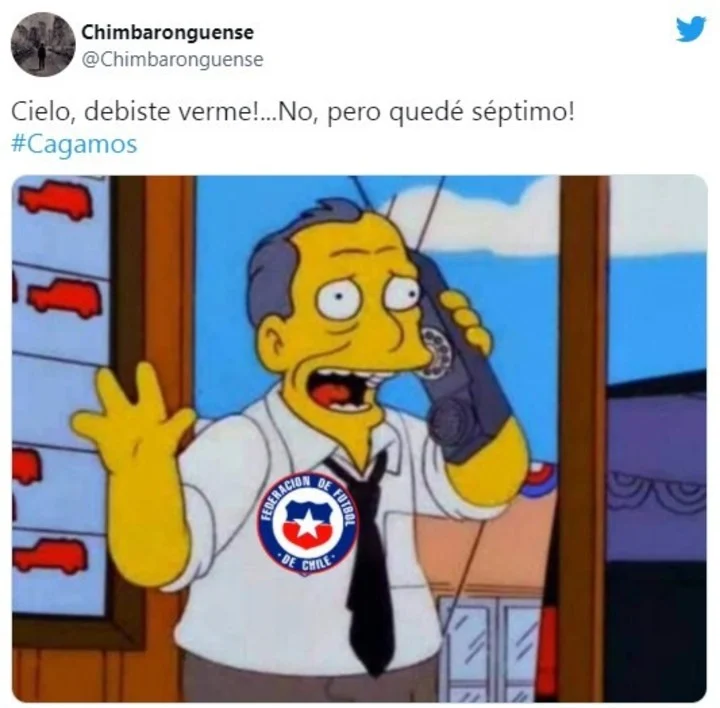 Chimbaronguense
@Chimbaronguense
Cielo, debiste verme!...No, pero quedé séptimo!
#Cagamos
FEDERACION DE FUTBOL
· DE CHILE ·